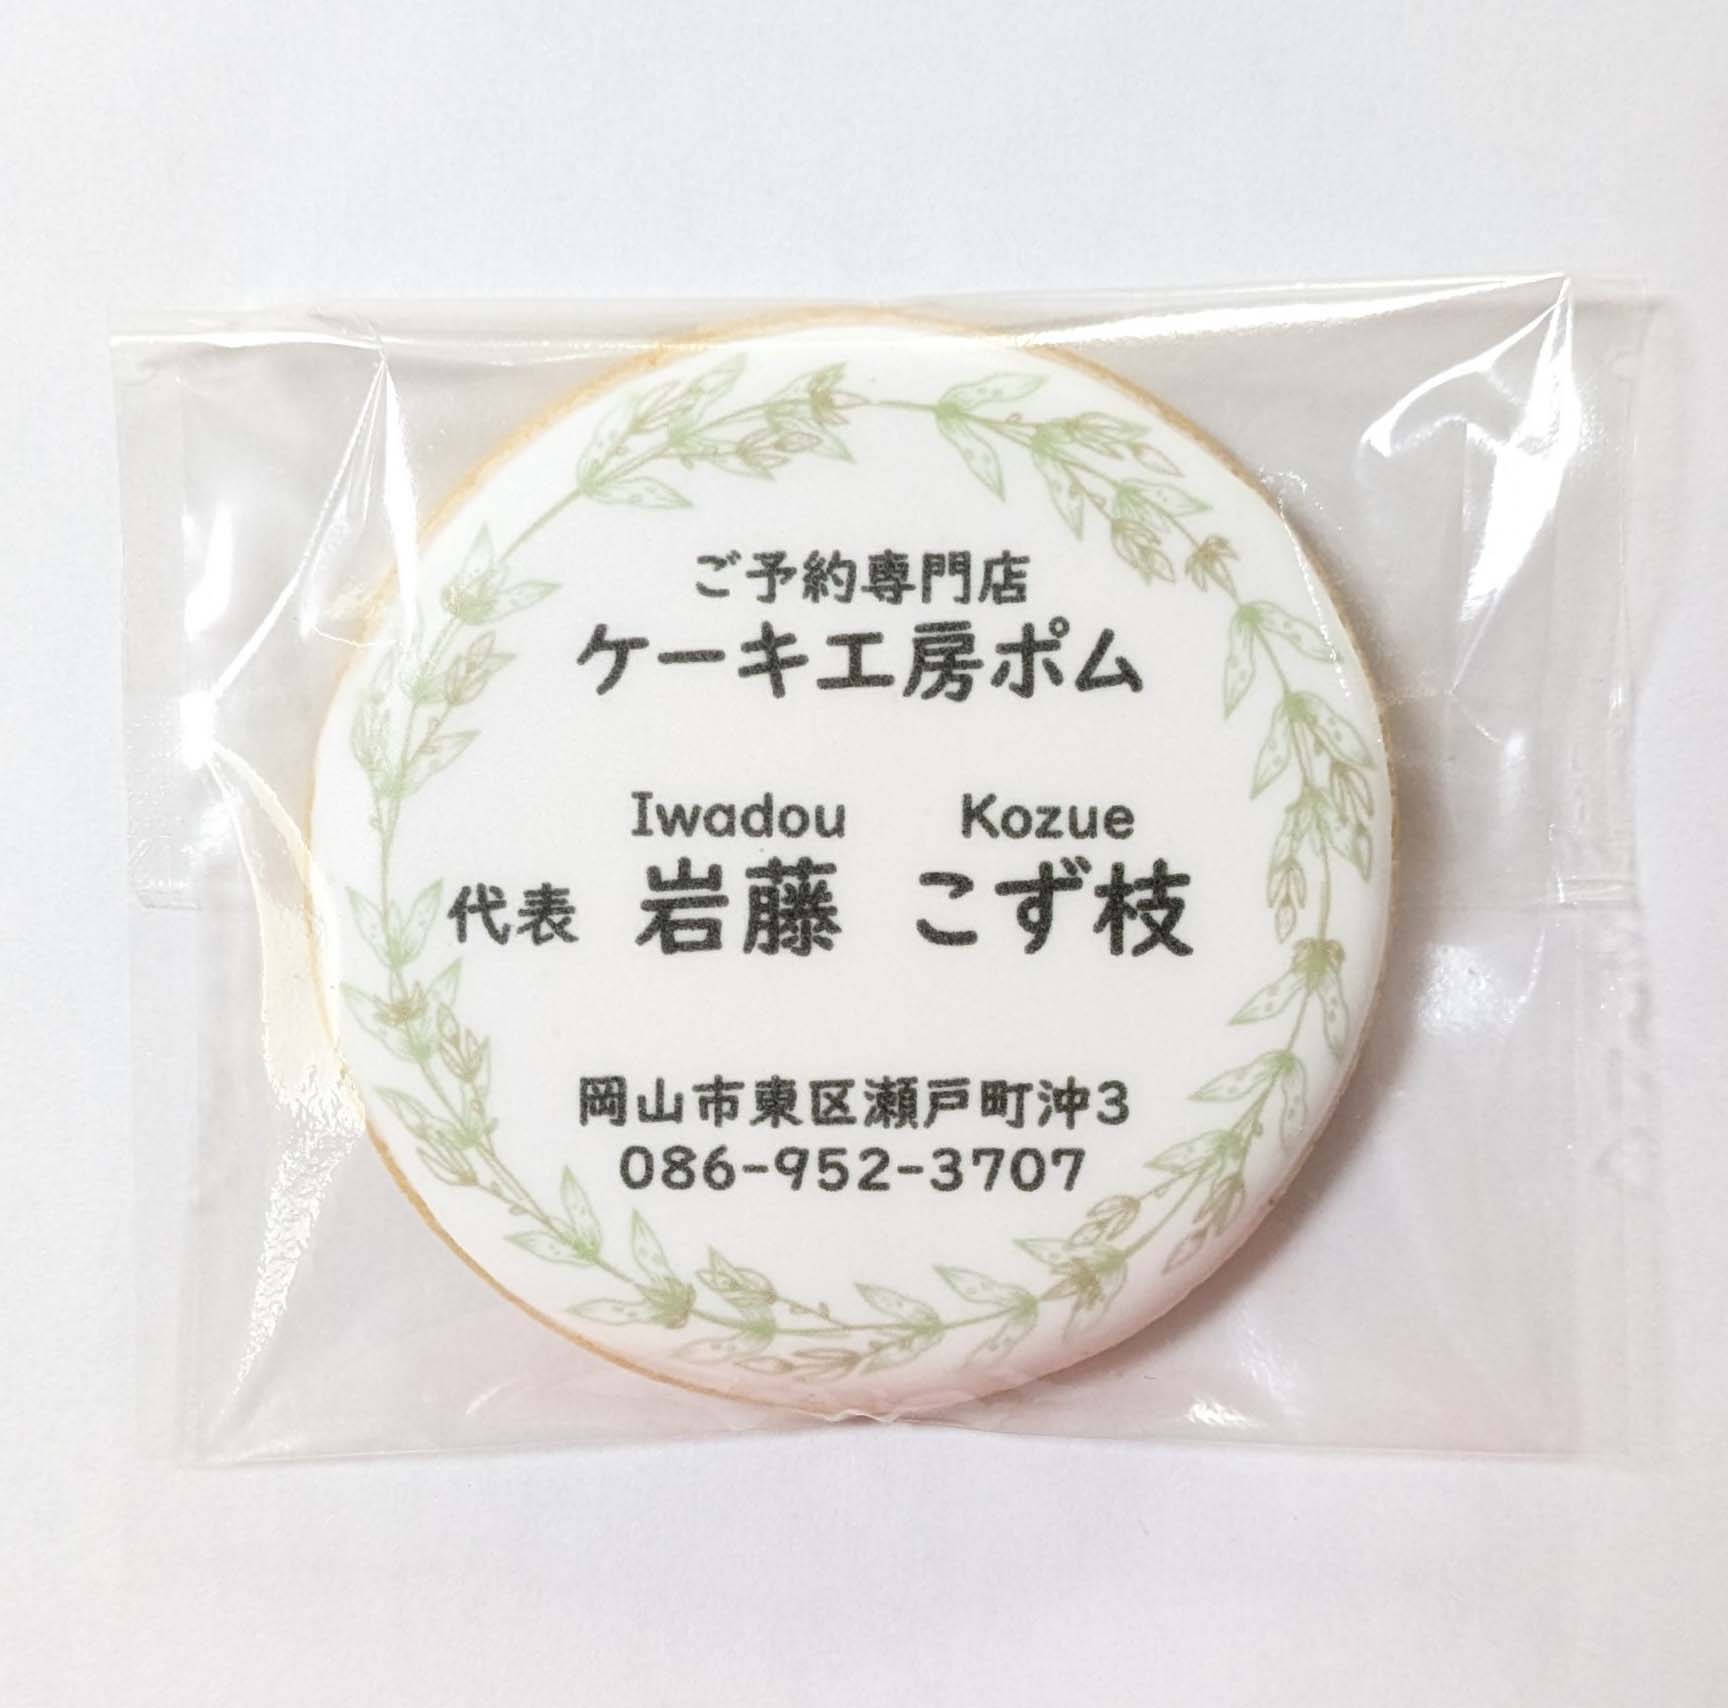 ご予約専門店
ケーキ工房ポム
Iwadou Kozue
代表 岩藤 こず枝
岡山市東区瀬戸町沖3
086-952-3707